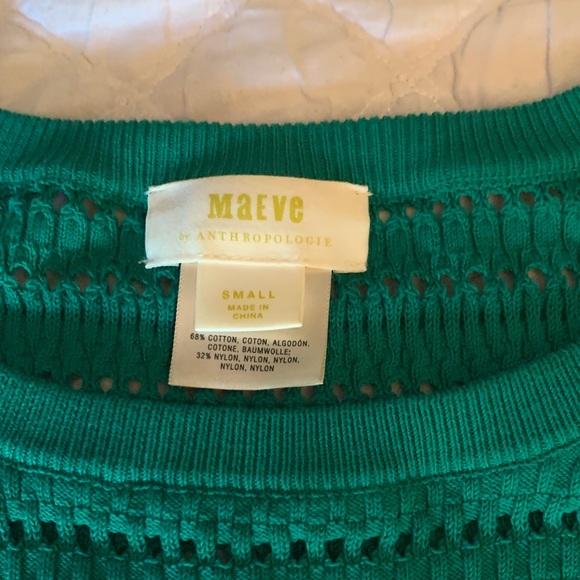 Maeve
by ANTHROPOLOGIE
SMALL
MADE IN
CHINA
68% COTTON, COTON, ALGODÓN,
COTONE, BAUMWOLLE;
32% NYLON, NYLON, NYLON,
NYLON, NYLON